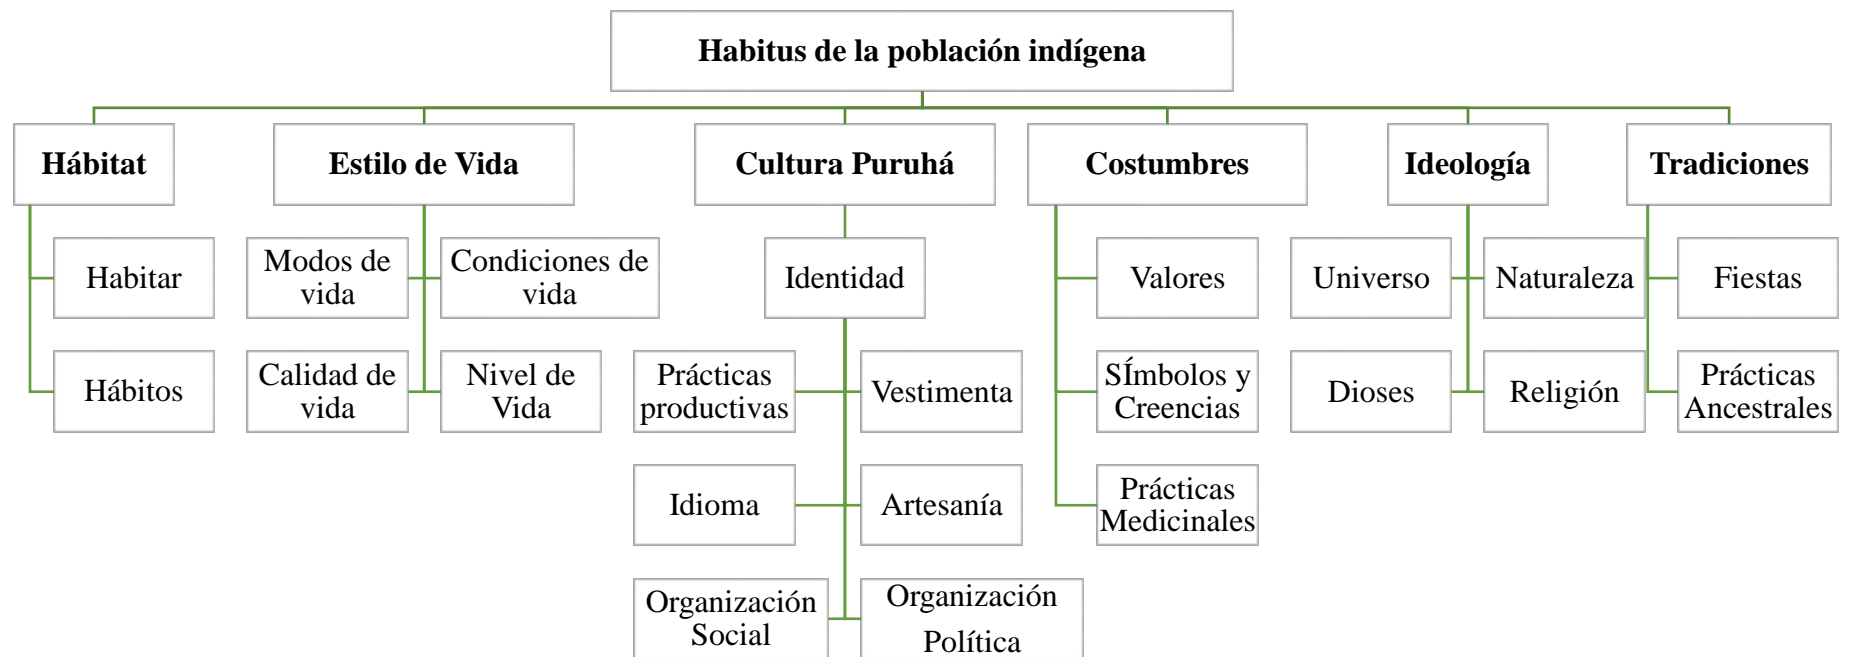 Habitus de la población indígena
Hábitat
Estilo de Vida
Cultura Puruhá
Costumbres
Ideología
Tradiciones
Habitar
Modos de
vida
Condiciones de
vida
Identidad
Valores
Universo
Naturaleza
Fiestas
Hábitos
Calidad de
vida
Nivel de
Vida
Prácticas
productivas
Vestimenta
SÍmbolos y
Creencias
Dioses
Religión
Prácticas
Ancestrales
Idioma
Artesanía
Prácticas
Medicinales
Organización
Social
Organización
Política